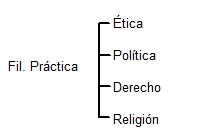 Ética
Política
Fil. Práctica
Derecho
Religión